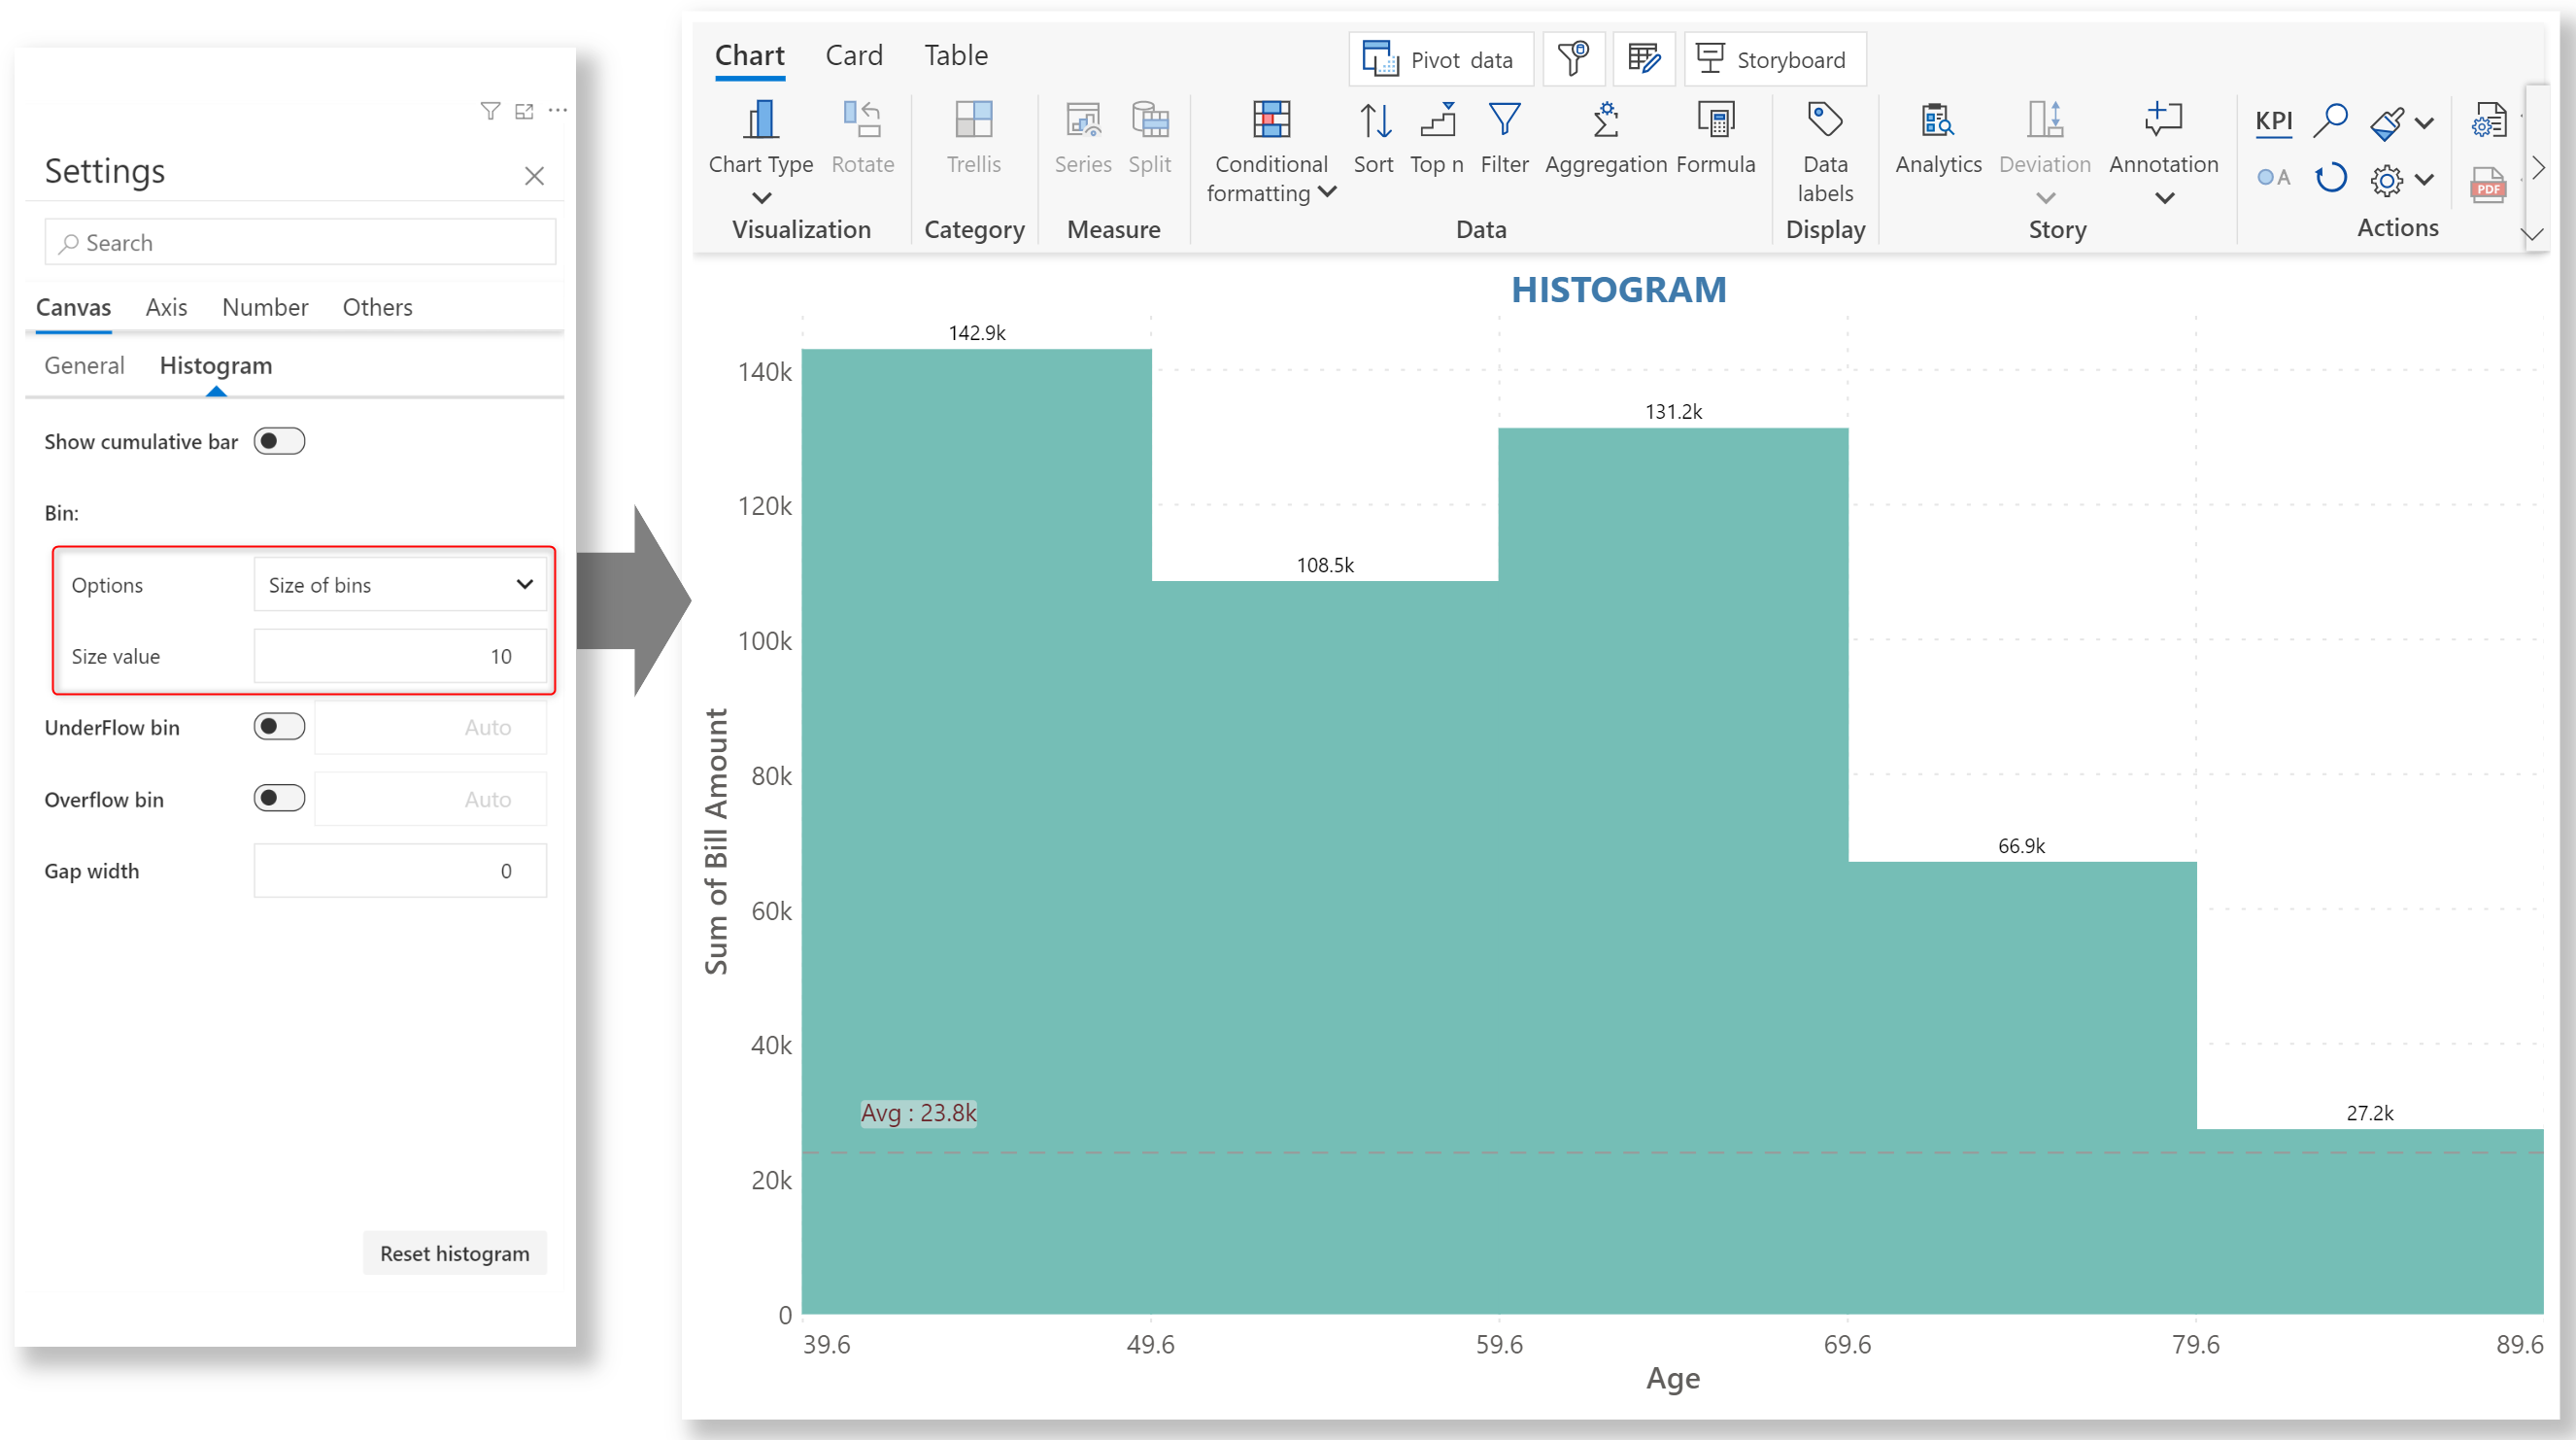 Settings
Search
Canvas Axis Number Others
General Histogram
Show cumulative bar
Bin:
Options Size of bins
Size value 10
UnderFlow bin Auto
Overflow bin Auto
Gap width 0
Reset histogram
Chart Card Table
Pivot data Storyboard
Chart Type Rotate Trellis Series Split Conditional formatting Sort Top n Filter Aggregation Formula Data labels Analytics Deviation Annotation KPI
A PDF
Visualization Category Measure Data Display Story Actions
HISTOGRAM
142.9k
140k
131.2k
120k
108.5k
100k
80k
66.9k
60k
40k
Avg : 23.8k
27.2k
20k
0
Sum of Bill Amount
39.6 49.6 59.6 69.6 79.6 89.6
Age